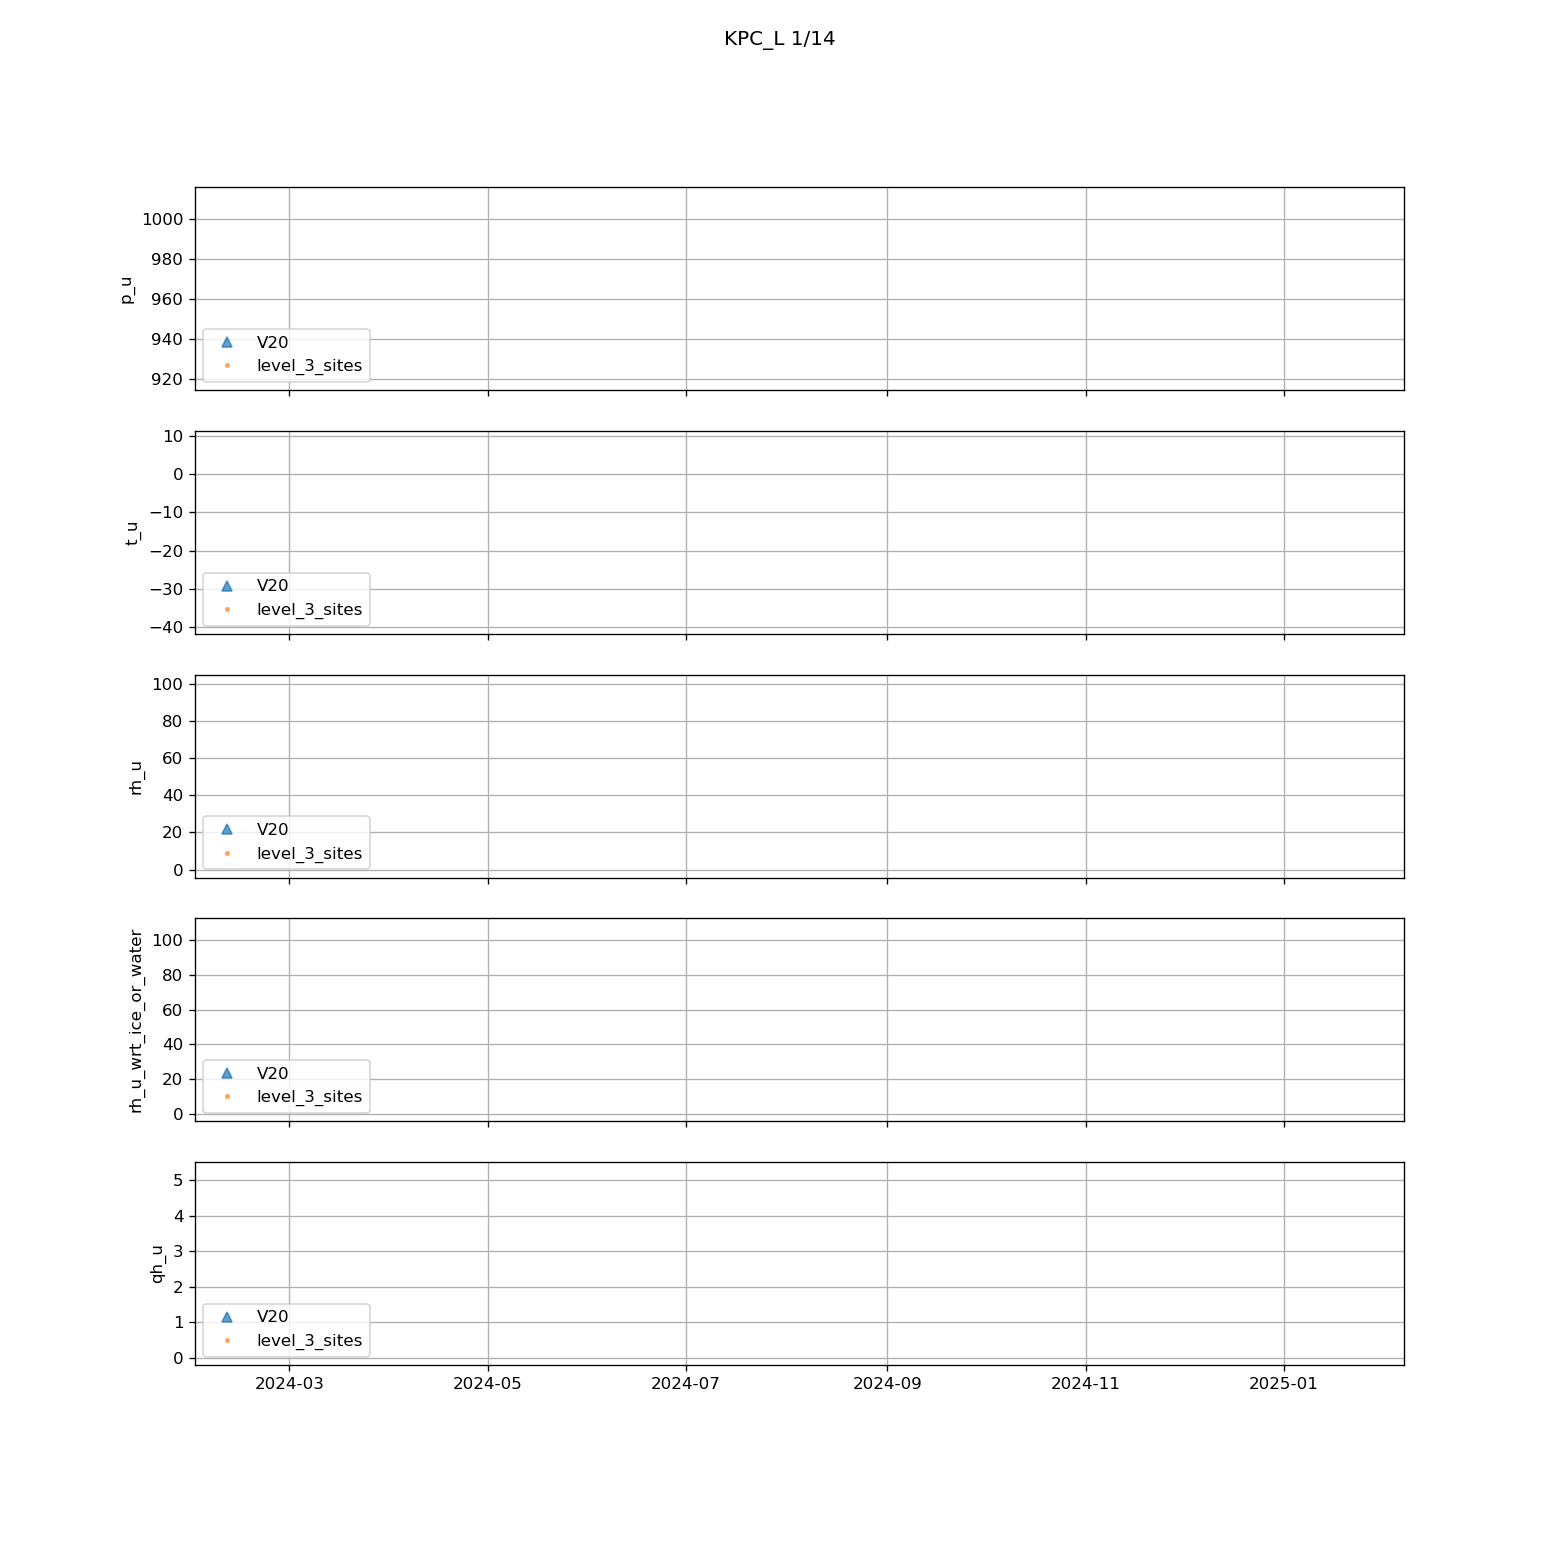 KPC_L 1/14
p_u
1000
980
960
940
920
V20
level_3_sites
t_u
10
0
−10
−20
−30
−40
V20
level_3_sites
rh_u
100
80
60
40
20
0
V20
level_3_sites
rh_u_wrt_ice_or_water
100
80
60
40
20
0
V20
level_3_sites
qh_u
5
4
3
2
1
0
V20
level_3_sites
2024-03 2024-05 2024-07 2024-09 2024-11 2025-01